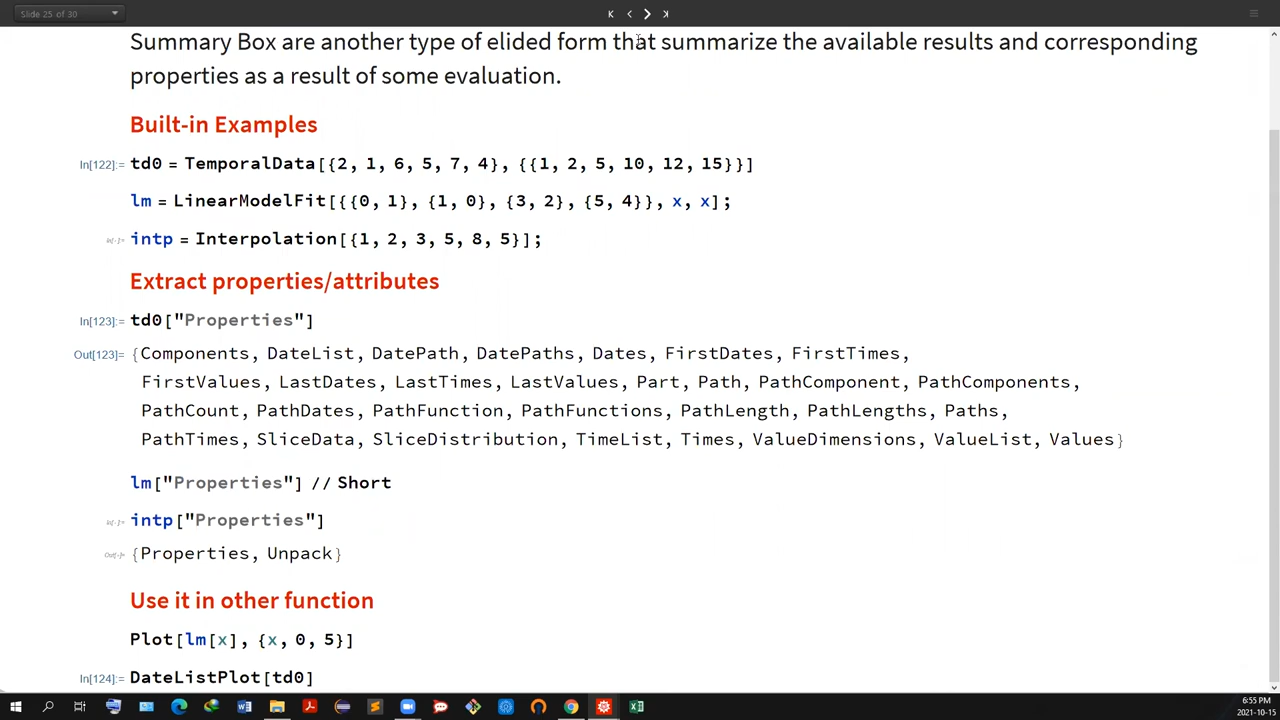 Slide 25 of 30
Summary Box are another type of elided form that summarize the available results and corresponding
properties as a result of some evaluation.
Built-in Examples
In[122]:= td0 = TemporalData[{2, 1, 6, 5, 7, 4}, {{1, 2, 5, 10, 12, 15}}]
lm = LinearModelFit[{{0, 1}, {1, 0}, {3, 2}, {5, 4}}, x, x];
In[·]:= intp = Interpolation[{1, 2, 3, 5, 8, 5}];
Extract properties/attributes
In[123]:= td0["Properties"]
Out[123]= {Components, DateList, DatePath, DatePaths, Dates, FirstDates, FirstTimes,
FirstValues, LastDates, LastTimes, LastValues, Part, Path, PathComponent, PathComponents,
PathCount, PathDates, PathFunction, PathFunctions, PathLength, PathLengths, Paths,
PathTimes, SliceData, SliceDistribution, TimeList, Times, ValueDimensions, ValueList, Values}
lm["Properties"] // Short
In[·]:= intp["Properties"]
Out[·]= {Properties, Unpack}
Use it in other function
Plot[lm[x], {x, 0, 5}]
In[124]:= DateListPlot[td0]
6:55 PM
2021-10-15